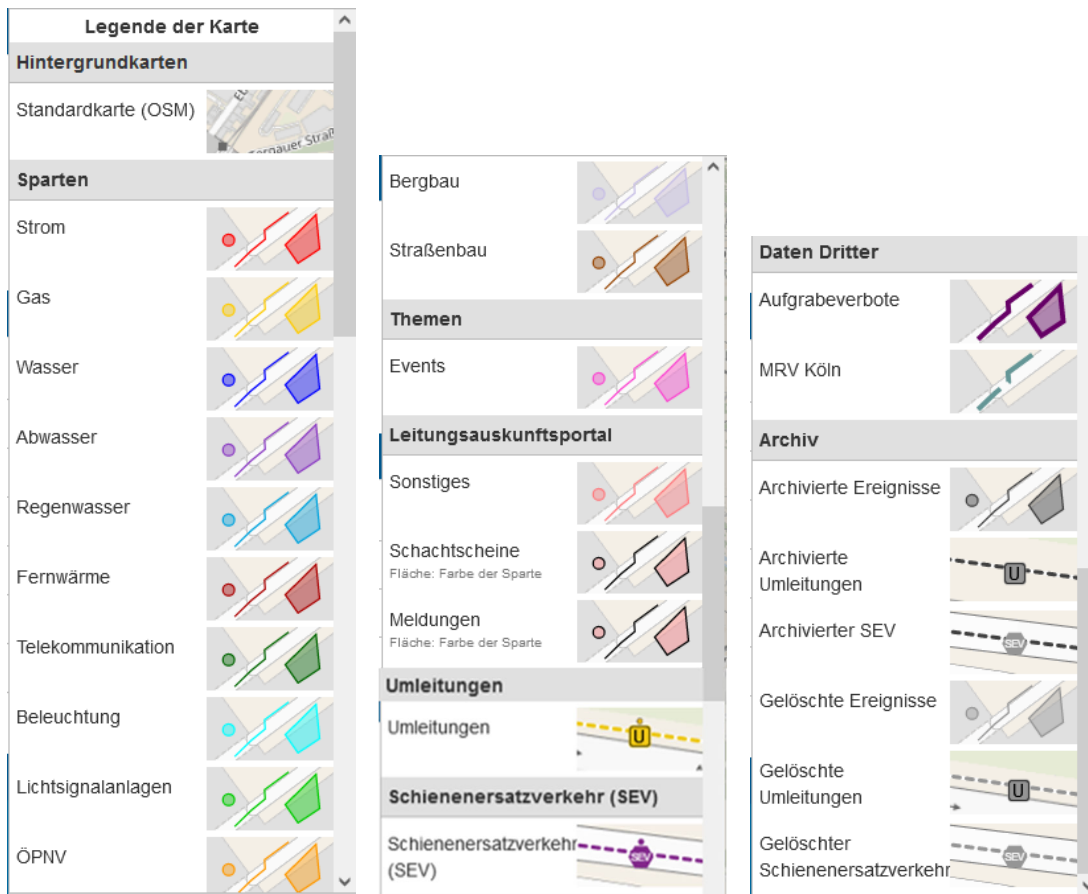 Legende der Karte
Hintergrundkarten
Standardkarte (OSM)
Sparten
Strom
Gas
Wasser
Abwasser
Regenwasser
Fernwärme
Telekommunikation
Beleuchtung
Lichtsignalanlagen
ÖPNV
Bergbau
Straßenbau
Themen
Events
Leitungsauskunftsportal
Sonstiges
Schachtscheine
Fläche: Farbe der Sparte
Meldungen
Fläche: Farbe der Sparte
Umleitungen
Umleitungen
U
Schienenersatzverkehr (SEV)
Schienenersatzverkehr
(SEV)
SEV
Daten Dritter
Aufgrabeverbote
MRV Köln
Archiv
Archivierte Ereignisse
Archivierte
Umleitungen
U
Archivierter SEV
SEV
Gelöschte Ereignisse
Gelöschte
Umleitungen
U
Gelöschter
Schienenersatzverkehr
SEV